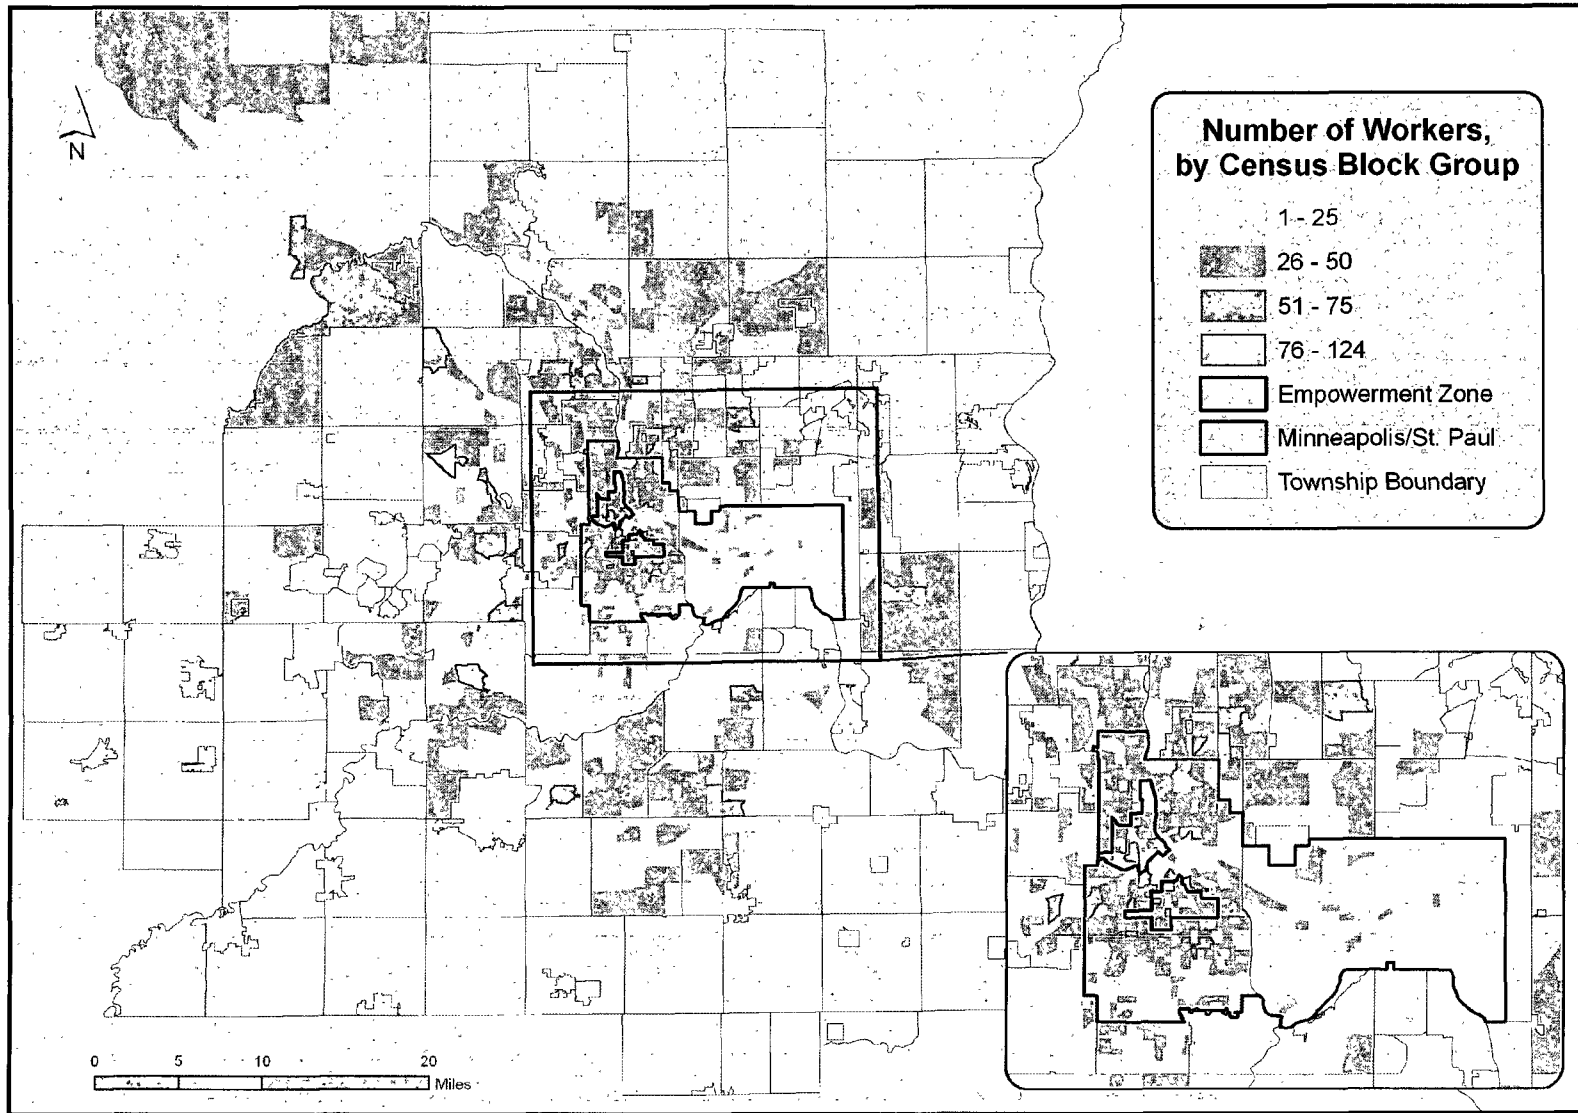 N
Number of Workers,
by Census Block Group
1 - 25
26 - 50
51 - 75
76 - 124
Empowerment Zone
Minneapolis/St. Paul
Township Boundary
0 5 10 20
Miles